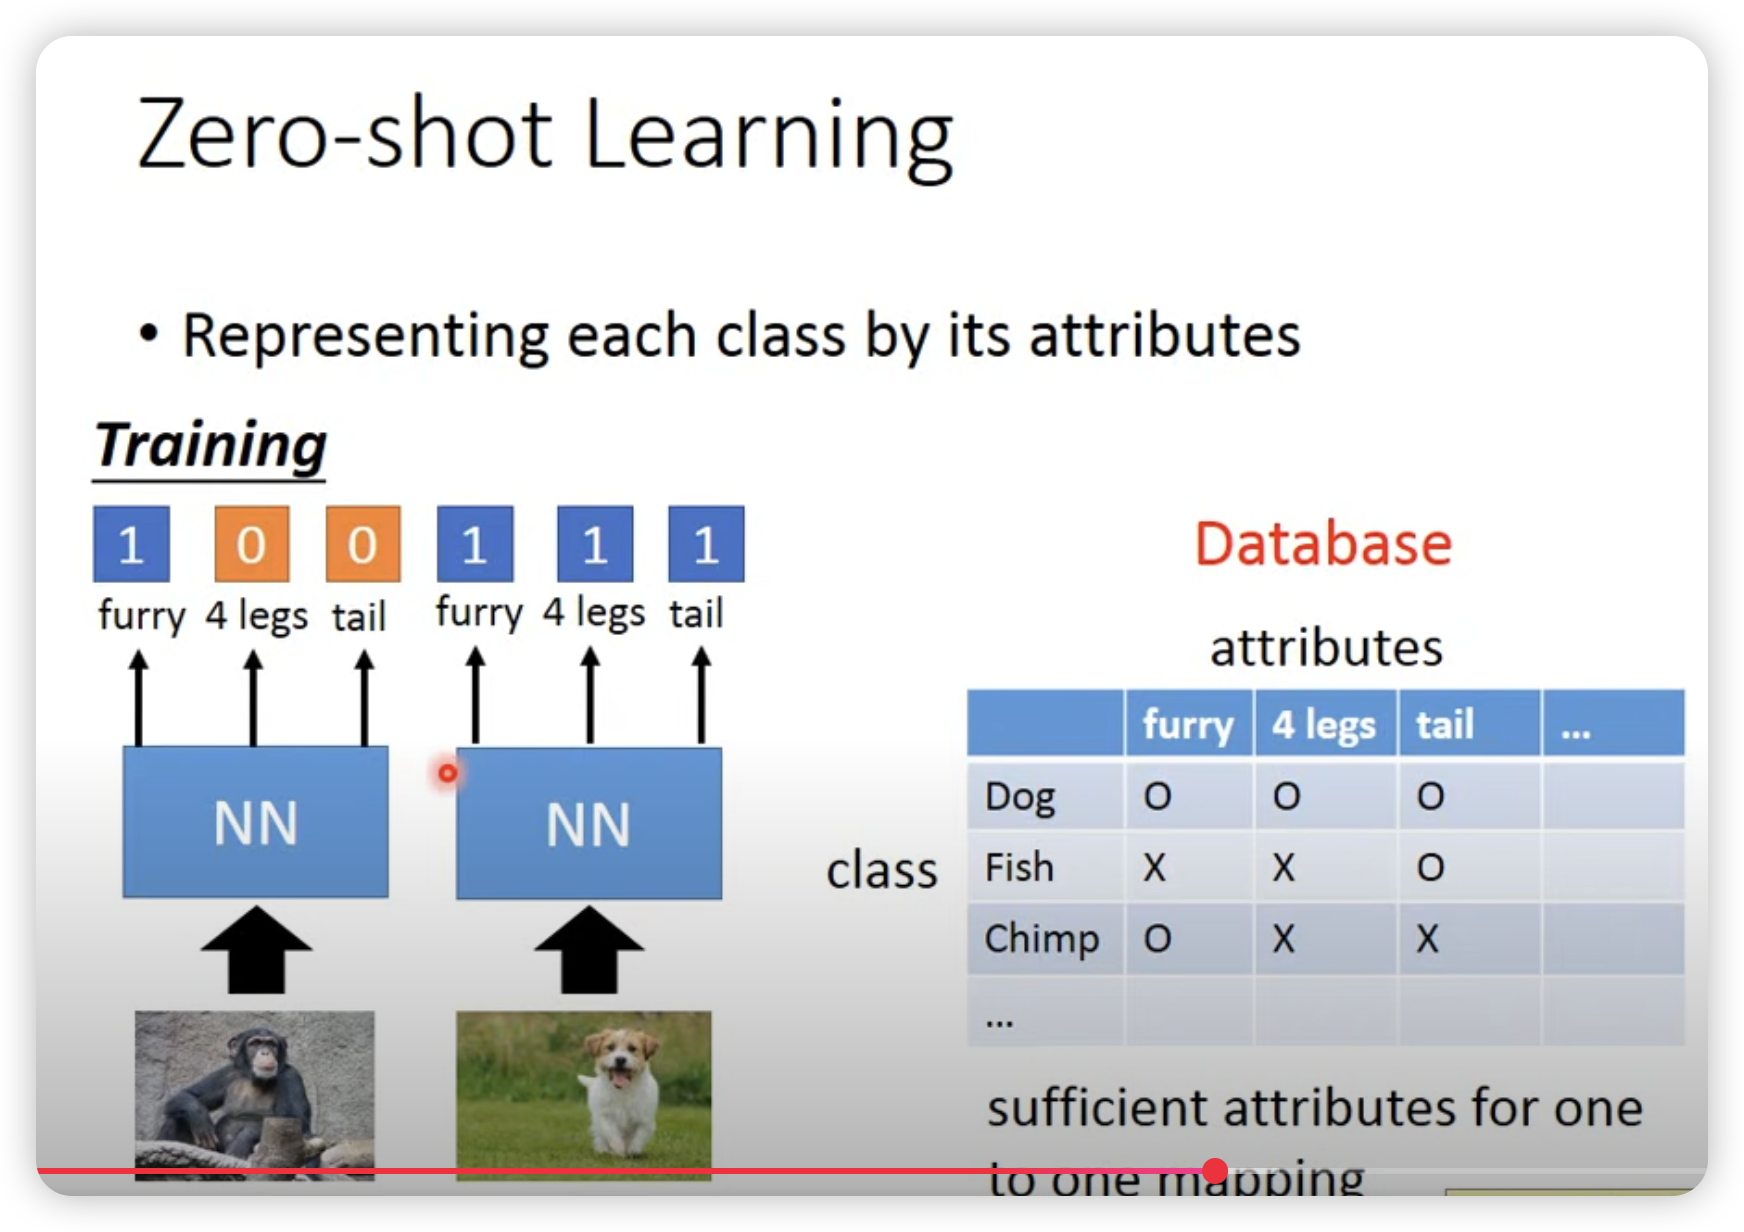 Zero-shot Learning
• Representing each class by its attributes
Training
1 0 0 1 1 1
furry 4 legs tail furry 4 legs tail
NN NN
Database
attributes
class
furry 4 legs tail ...
Dog O O O
Fish X X O
Chimp O X X
...
sufficient attributes for one
to one mapping